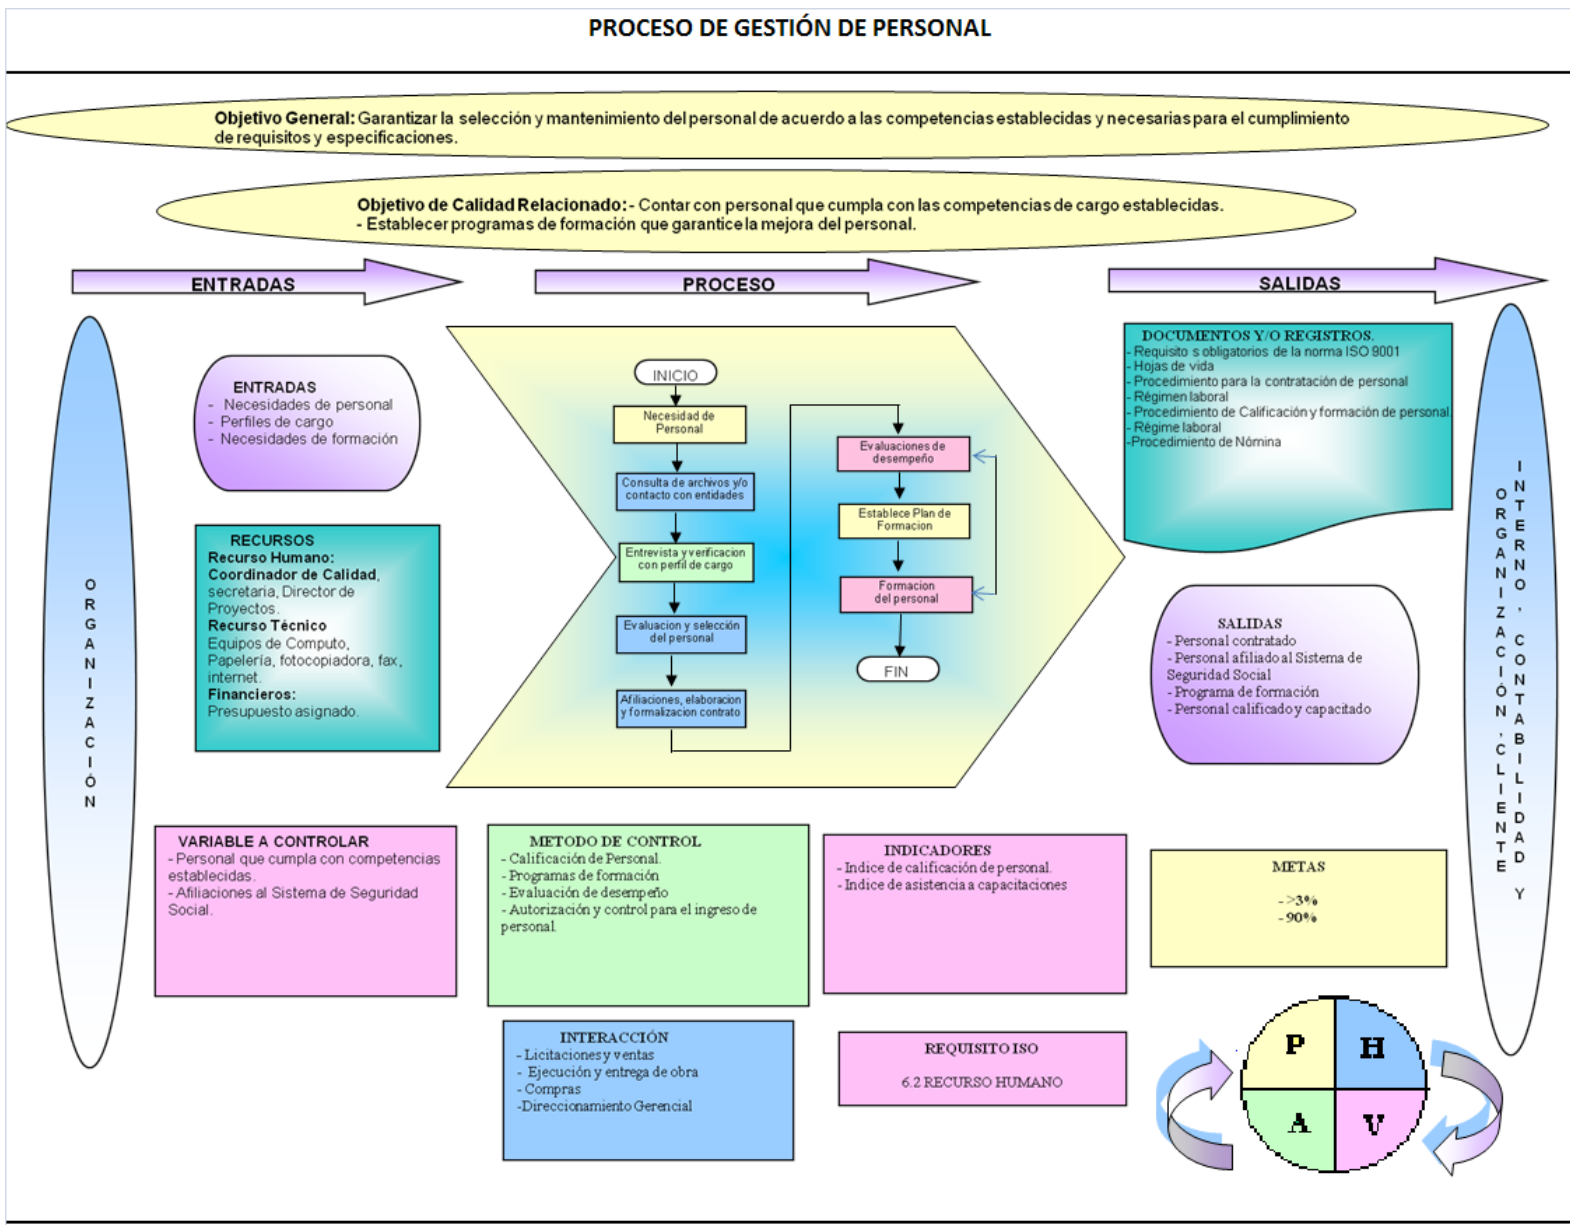 PROCESO DE GESTIÓN DE PERSONAL
Objetivo General: Garantizar la selección y mantenimiento del personal de acuerdo a las competencias establecidas y necesarias para el cumplimiento
de requisitos y especificaciones.
Objetivo de Calidad Relacionado: - Contar con personal que cumpla con las competencias de cargo establecidas.
- Establecer programas de formación que garantice la mejora del personal.
ENTRADAS
PROCESO
SALIDAS
ORGANIZACIÓN
ENTRADAS
- Necesidades de personal
- Perfiles de cargo
- Necesidades de formación
RECURSOS
Recurso Humano:
Coordinador de Calidad,
secretaria, Director de
Proyectos.
Recurso Técnico
Equipos de Computo,
Papelería, fotocopiadora, fax,
internet.
Financieros:
Presupuesto asignado.
INICIO
Necesidad de
Personal
Consulta de archivos y/o
contacto con entidades
Entrevista y verificacion
con perfil de cargo
Evaluacion y selección
del personal
Afiliaciones, elaboracion
y formalizacion contrato
Evaluaciones de
desempeño
Establece Plan de
Formacion
Formacion
del personal
FIN
DOCUMENTOS Y/O REGISTROS.
- Requisito s obligatorios de la norma ISO 9001
- Hojas de vida
- Procedimiento para la contratación de personal
- Régimen laboral
- Procedimiento de Calificación y formación de personal.
- Régime laboral
-Procedimiento de Nómina
SALIDAS
- Personal contratado
- Personal afiliado al Sistema de
Seguridad Social
- Programa de formación
- Personal calificado y capacitado
ORGANIZACIÓN ,CLIENTE
INTERNO, CONTABILIDAD Y
VARIABLE A CONTROLAR
- Personal que cumpla con competencias
establecidas.
- Afiliaciones al Sistema de Seguridad
Social.
METODO DE CONTROL
- Calificación de Personal.
- Programas de formación
- Evaluación de desempeño
- Autorización y control para el ingreso de
personal.
INDICADORES
- Indice de calificación de personal.
- Indice de asistencia a capacitaciones
METAS
- >3%
- 90%
INTERACCIÓN
- Licitaciones y ventas
- Ejecución y entrega de obra
- Compras
-Direccionamiento Gerencial
REQUISITO ISO
6.2 RECURSO HUMANO
P H
A V